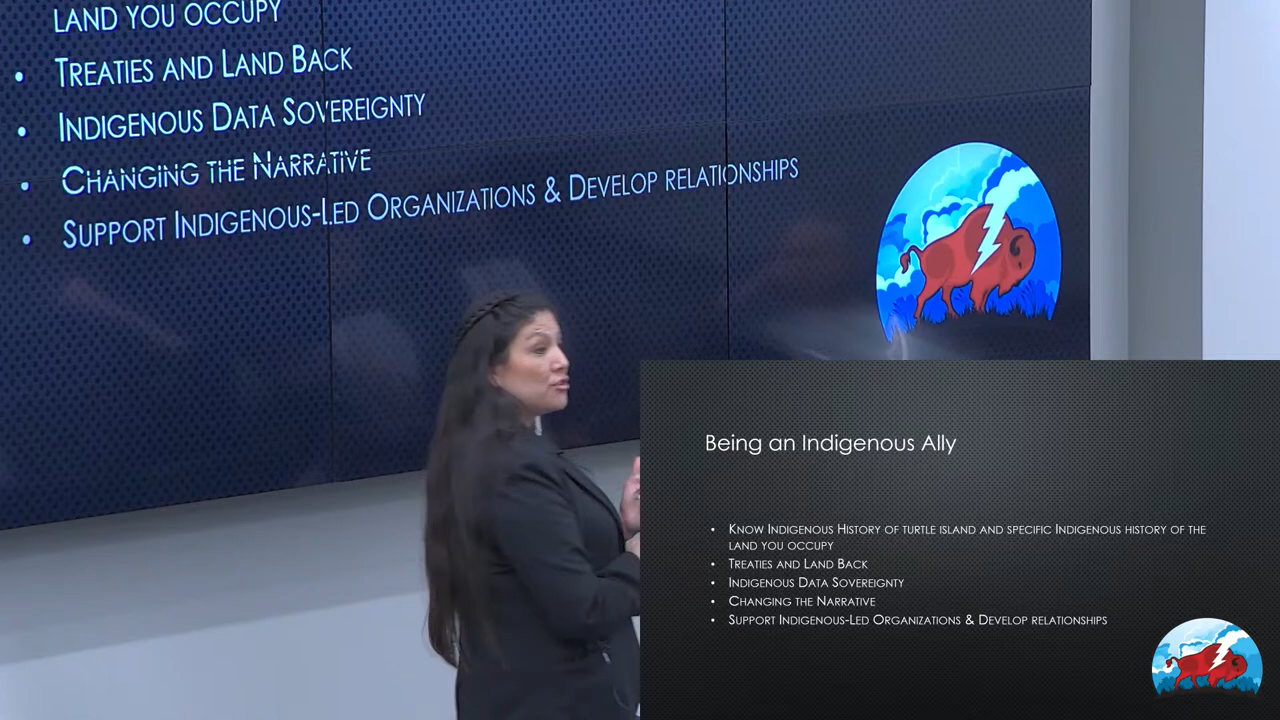 LAND YOU OCCUPY
• TREATIES AND LAND BACK
• INDIGENOUS DATA SOVEREIGNTY
• CHANGING THE NARRATIVE
• SUPPORT INDIGENOUS-LED ORGANIZATIONS & DEVELOP RELATIONSHIPS
Being an Indigenous Ally
• KNOW INDIGENOUS HISTORY OF TURTLE ISLAND AND SPECIFIC INDIGENOUS HISTORY OF THE
LAND YOU OCCUPY
• TREATIES AND LAND BACK
• INDIGENOUS DATA SOVEREIGNTY
• CHANGING THE NARRATIVE
• SUPPORT INDIGENOUS-LED ORGANIZATIONS & DEVELOP RELATIONSHIPS